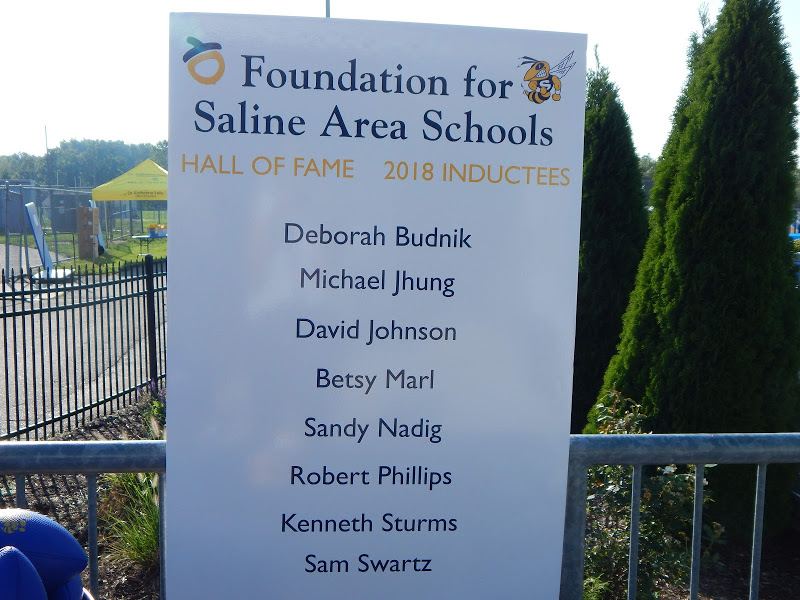 Foundation for
Saline Area Schools
HALL OF FAME 2018 INDUCTEES
Deborah Budnik
Michael Jhung
David Johnson
Betsy Marl
Sandy Nadig
Robert Phillips
Kenneth Sturms
Sam Swartz